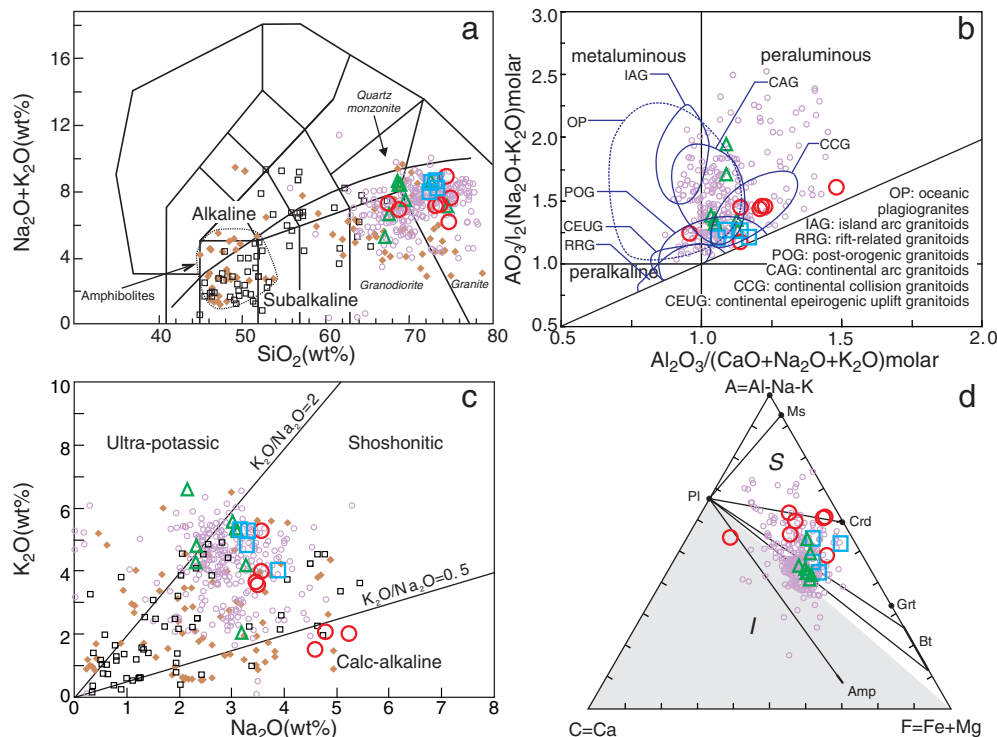 a
Na₂O+K₂O(wt%)
16
12
8
4
0
Quartz
monzonite
Alkaline
Amphibolites
Subalkaline
Granodiorite
Granite
40
50
60
70
80
SiO₂(wt%)
b
AO₃/I₂(Na₂O+K₂O)molar
3.0
2.5
2.0
1.5
1.0
0.5
metaluminous
peraluminous
IAG
CAG
OP
CCG
POG
CEUG
RRG
peralkaline
OP: oceanic
plagiogranites
IAG: island arc granitoids
RRG: rift-related granitoids
POG: post-orogenic granitoids
CAG: continental arc granitoids
CCG: continental collision granitoids
CEUG: continental epeirogenic uplift granitoids
0.5
1.0
1.5
2.0
Al₂O₃/(CaO+Na₂O+K₂O)molar
c
K₂O(wt%)
10
8
6
4
2
0
Ultra-potassic
K₂O/Na₂O=2
Shoshonitic
K₂O/Na₂O=0.5
Calc-alkaline
0
1
2
3
4
5
6
7
8
Na₂O(wt%)
d
A=Al-Na-K
Ms
S
Pl
Crd
Grt
I
Bt
Amp
C=Ca
F=Fe+Mg